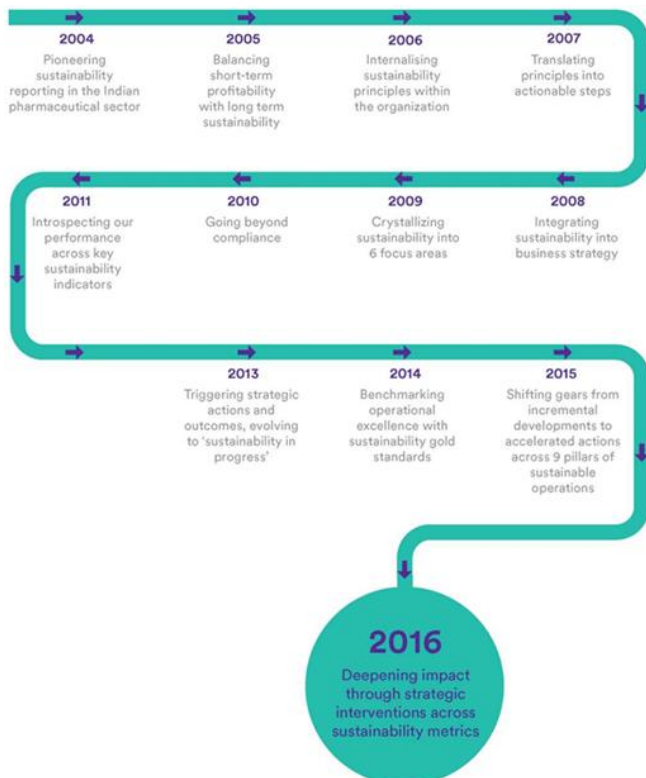 2004
Pioneering
sustainability
reporting in the Indian
pharmaceutical sector
2005
Balancing
short-term
profitability
with long term
sustainability
2006
Internalising
sustainability
principles within
the organization
2007
Translating
principles into
actionable steps
2008
Integrating
sustainability into
business strategy
2009
Crystallizing
sustainability into
6 focus areas
2010
Going beyond
compliance
2011
Introspecting our
performance
across key
sustainability
indicators
2013
Triggering strategic
actions and
outcomes, evolving
to ‘sustainability in
progress’
2014
Benchmarking
operational
excellence with
sustainability gold
standards
2015
Shifting gears from
incremental
developments to
accelerated actions
across 9 pillars of
sustainable
operations
2016
Deepening impact
through strategic
interventions across
sustainability metrics